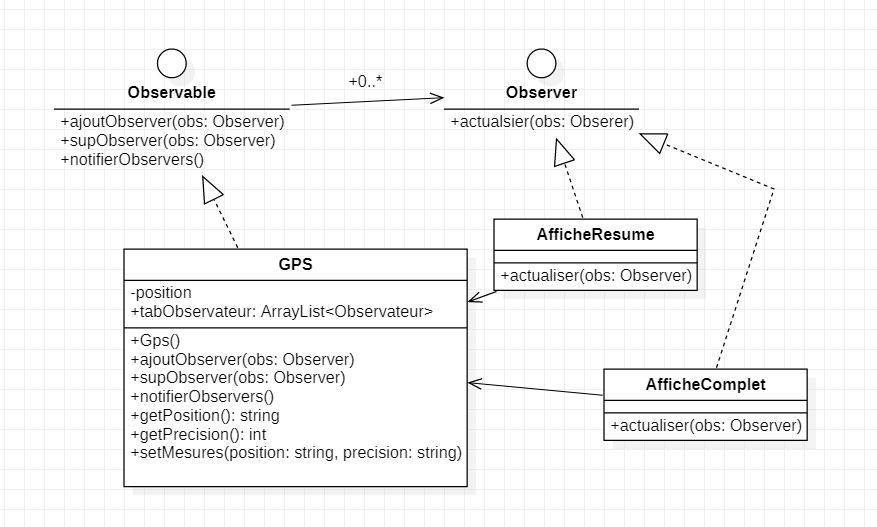 Observable
+ajoutObserver(obs: Observer)
+supObserver(obs: Observer)
+notifierObservers()
+0..*
Observer
+actualsier(obs: Obserer)
AfficheResume
+actualiser(obs: Observer)
GPS
-position
+tabObservateur: ArrayList<Observateur>
+Gps()
+ajoutObserver(obs: Observer)
+supObserver(obs: Observer)
+notifierObservers()
+getPosition(): string
+getPrecision(): int
+setMesures(position: string, precision: string)
AfficheComplet
+actualiser(obs: Observer)